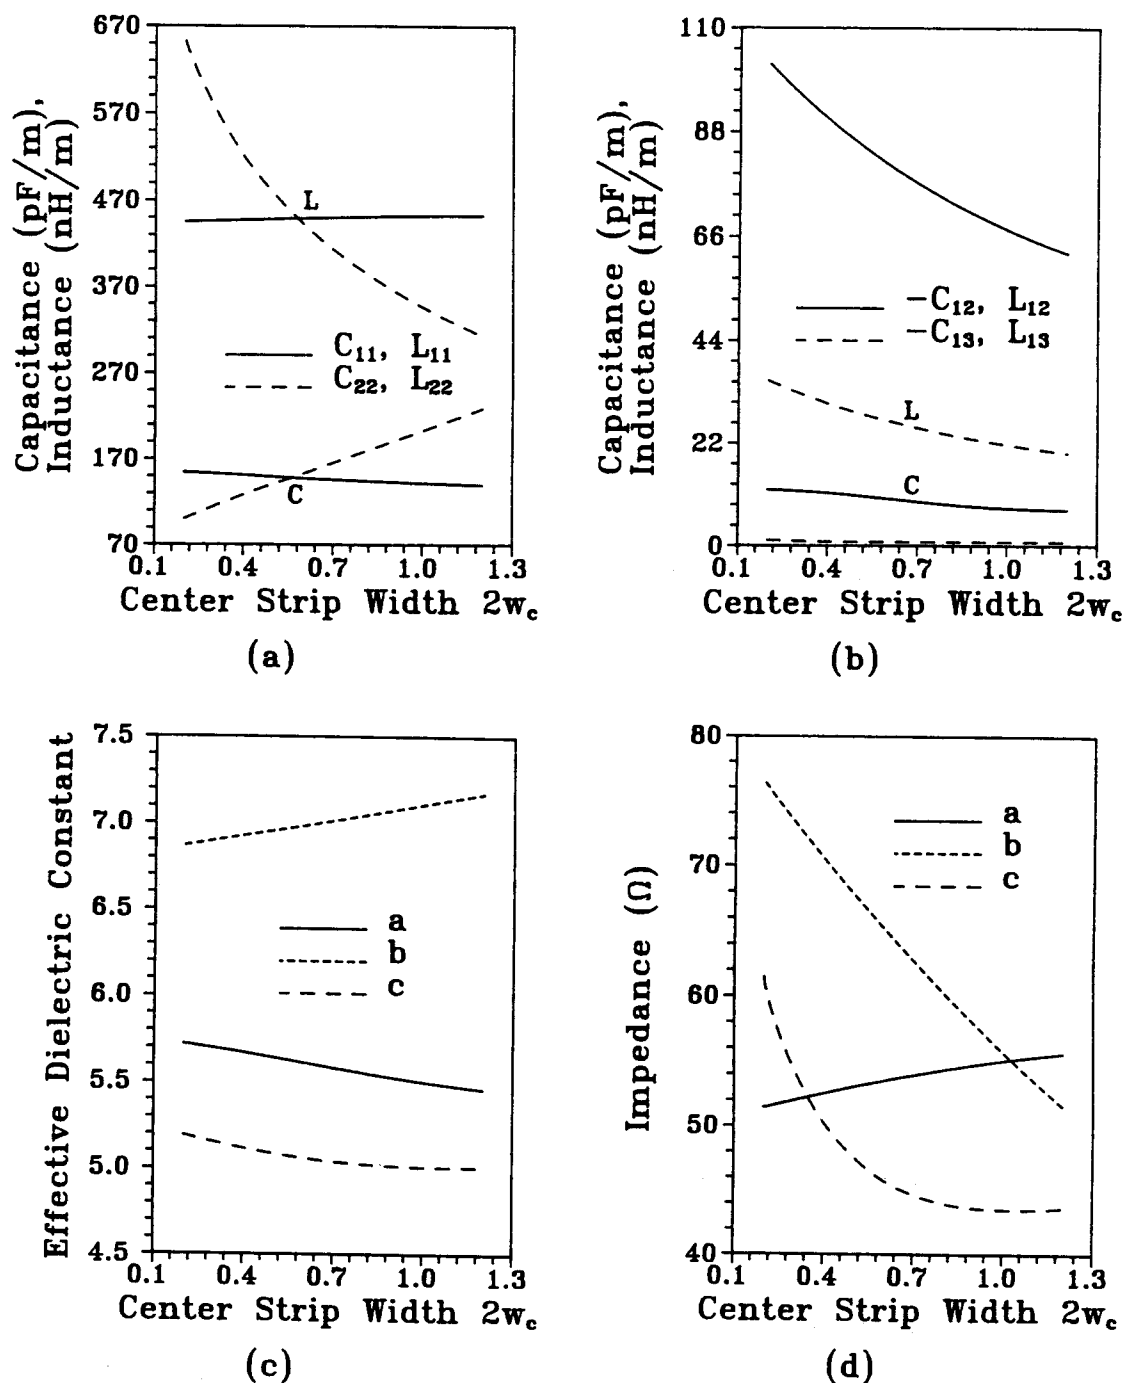 670
570
470
370
270
170
70
0.1 0.4 0.7 1.0 1.3
Capacitance (pF/m),
Inductance (nH/m)
L
C₁₁, L₁₁
C₂₂, L₂₂
C
Center Strip Width 2w_c
(a)
110
88
66
44
22
0
0.1 0.4 0.7 1.0 1.3
Capacitance (pF/m),
Inductance (nH/m)
−C₁₂, L₁₂
−C₁₃, L₁₃
L
C
Center Strip Width 2w_c
(b)
7.5
7.0
6.5
6.0
5.5
5.0
4.5
0.1 0.4 0.7 1.0 1.3
Effective Dielectric Constant
a
b
c
Center Strip Width 2w_c
(c)
80
70
60
50
40
0.1 0.4 0.7 1.0 1.3
Impedance (Ω)
a
b
c
Center Strip Width 2w_c
(d)